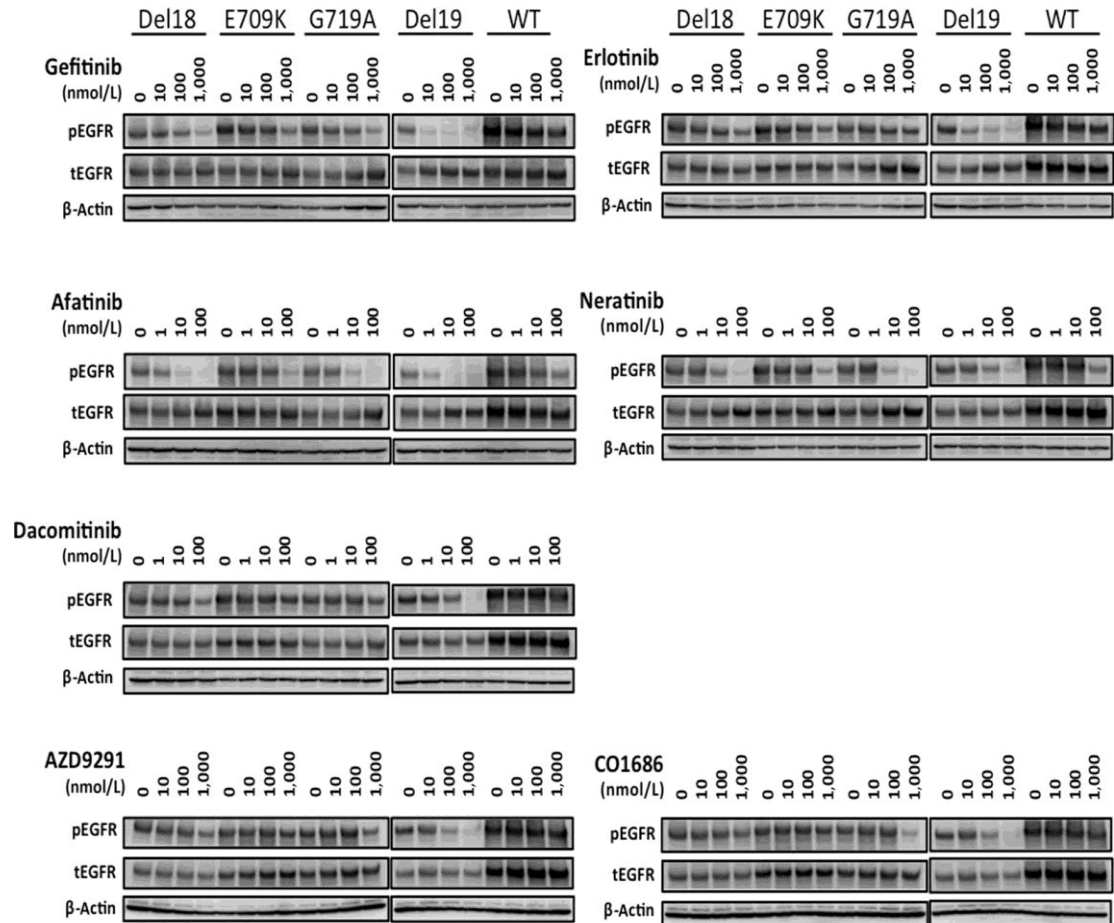 Del18 E709K G719A Del19 WT
Gefitinib
(nmol/L) 0 10 100 1,000 0 10 100 1,000 0 10 100 1,000 0 10 100 1,000 0 10 100 1,000
pEGFR
tEGFR
β-Actin
Del18 E709K G719A Del19 WT
Erlotinib
(nmol/L) 0 10 100 1,000 0 10 100 1,000 0 10 100 1,000 0 10 100 1,000 0 10 100 1,000
pEGFR
tEGFR
β-Actin
Afatinib
(nmol/L) 0 1 10 100 0 1 10 100 0 1 10 100 0 1 10 100 0 1 10 100
pEGFR
tEGFR
β-Actin
Neratinib
(nmol/L) 0 1 10 100 0 1 10 100 0 1 10 100 0 1 10 100 0 1 10 100
pEGFR
tEGFR
β-Actin
Dacomitinib
(nmol/L) 0 1 10 100 0 1 10 100 0 1 10 100 0 1 10 100 0 1 10 100
pEGFR
tEGFR
β-Actin
AZD9291
(nmol/L) 0 10 100 1,000 0 10 100 1,000 0 10 100 1,000 0 10 100 1,000 0 10 100 1,000
pEGFR
tEGFR
β-Actin
CO1686
(nmol/L) 0 10 100 1,000 0 10 100 1,000 0 10 100 1,000 0 10 100 1,000 0 10 100 1,000
pEGFR
tEGFR
β-Actin